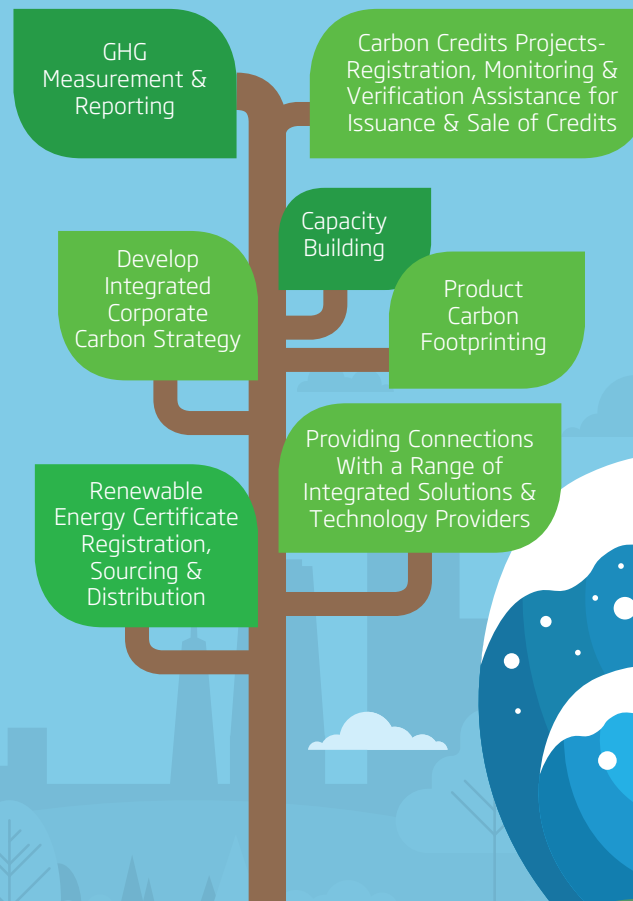 GHG
Measurement &
Reporting
Carbon Credits Projects-
Registration, Monitoring &
Verification Assistance for
Issuance & Sale of Credits
Capacity
Building
Develop
Integrated
Corporate
Carbon Strategy
Product
Carbon
Footprinting
Providing Connections
With a Range of
Integrated Solutions &
Technology Providers
Renewable
Energy Certificate
Registration,
Sourcing &
Distribution